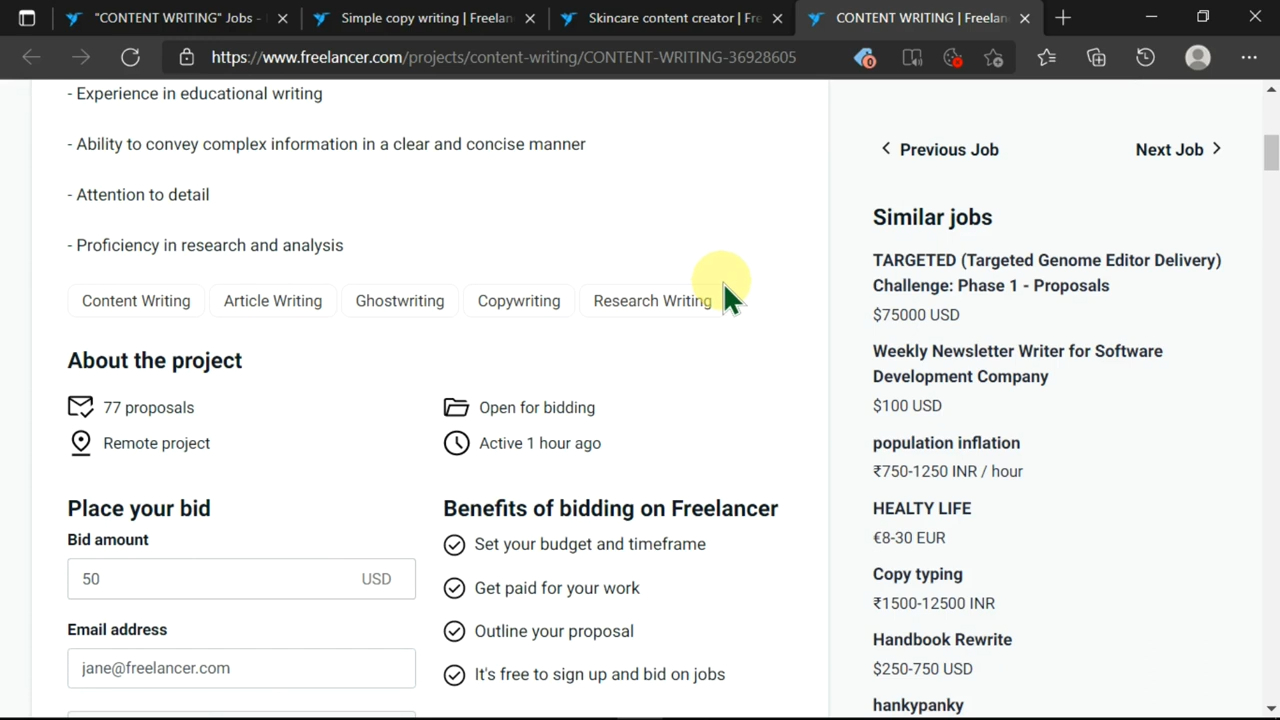 "CONTENT WRITING" Jobs -
Simple copy writing | Freelan
Skincare content creator | Fre
CONTENT WRITING | Freelan
https://www.freelancer.com/projects/content-writing/CONTENT-WRITING-36928605
0
- Experience in educational writing
- Ability to convey complex information in a clear and concise manner
- Attention to detail
- Proficiency in research and analysis
Content Writing
Article Writing
Ghostwriting
Copywriting
Research Writing
About the project
77 proposals
Open for bidding
Remote project
Active 1 hour ago
Place your bid
Bid amount
50 USD
Email address
jane@freelancer.com
Benefits of bidding on Freelancer
Set your budget and timeframe
Get paid for your work
Outline your proposal
It's free to sign up and bid on jobs
Previous Job
Next Job
Similar jobs
TARGETED (Targeted Genome Editor Delivery)
Challenge: Phase 1 - Proposals
$75000 USD
Weekly Newsletter Writer for Software
Development Company
$100 USD
population inflation
₹750-1250 INR / hour
HEALTY LIFE
€8-30 EUR
Copy typing
₹1500-12500 INR
Handbook Rewrite
$250-750 USD
hankypanky